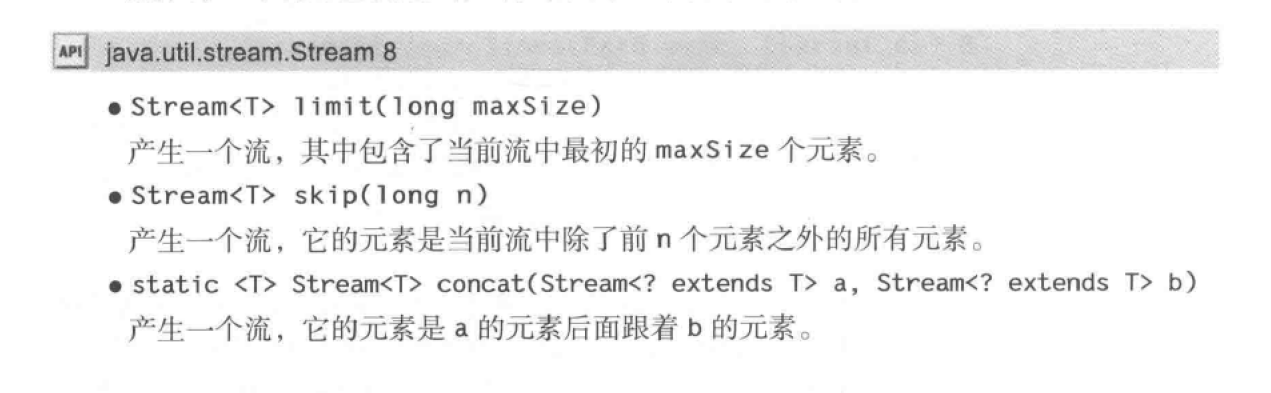 API java.util.stream.Stream 8
● Stream<T> limit(long maxSize)
产生一个流，其中包含了当前流中最初的 maxSize 个元素。
● Stream<T> skip(long n)
产生一个流，它的元素是当前流中除了前 n 个元素之外的所有元素。
● static <T> Stream<T> concat(Stream<? extends T> a, Stream<? extends T> b)
产生一个流，它的元素是 a 的元素后面跟着 b 的元素。